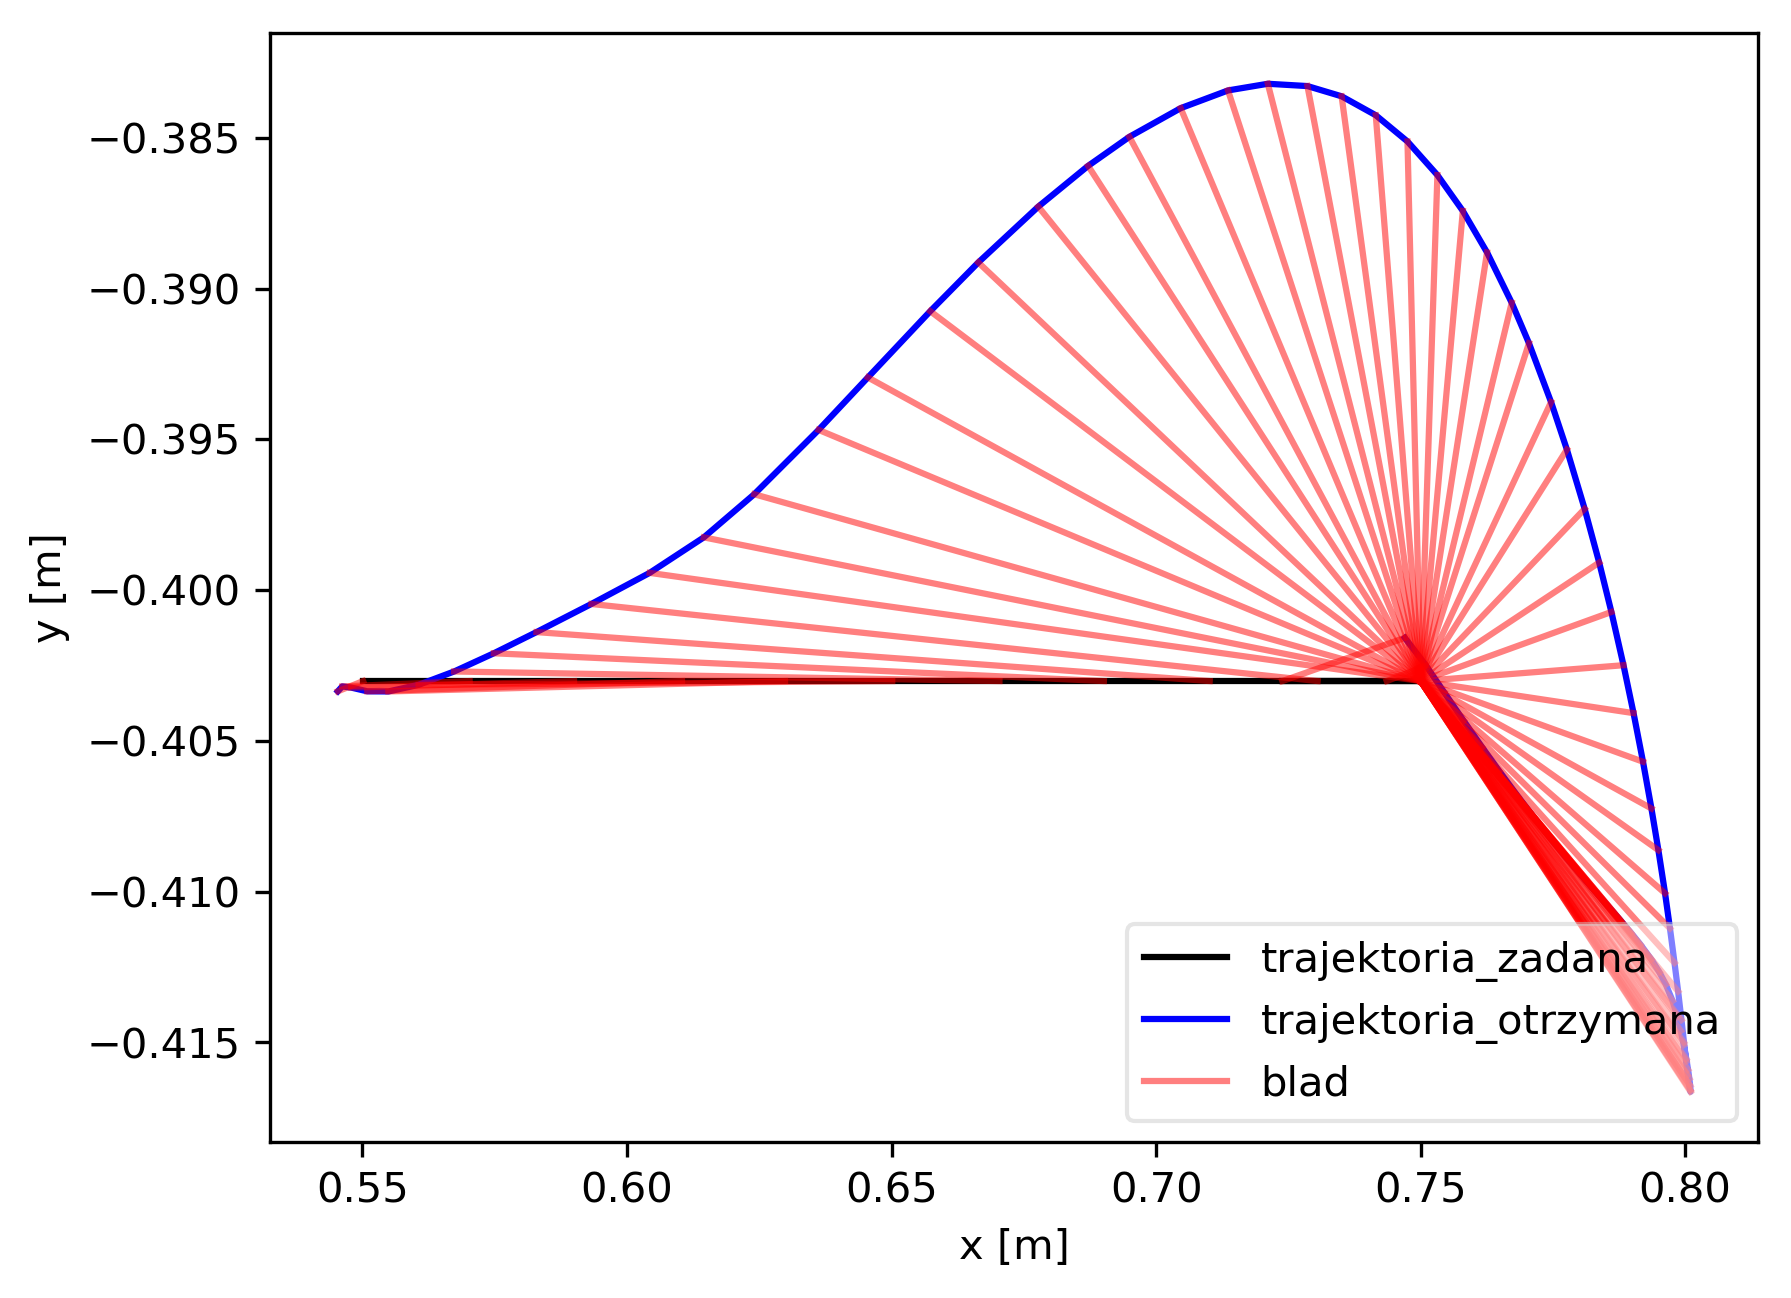 −0.385
−0.390
−0.395
−0.400
−0.405
−0.410
−0.415
y [m]
trajektoria_zadana
trajektoria_otrzymana
blad
0.55 0.60 0.65 0.70 0.75 0.80
x [m]